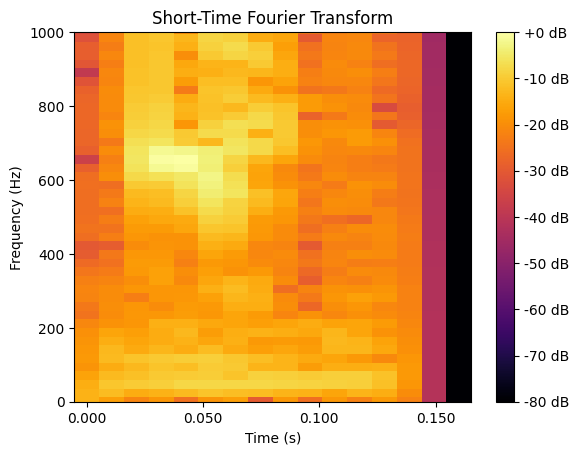 Short-Time Fourier Transform
1000
800
600
400
200
0
Frequency (Hz)
0.000
0.050
0.100
0.150
Time (s)
+0 dB
-10 dB
-20 dB
-30 dB
-40 dB
-50 dB
-60 dB
-70 dB
-80 dB